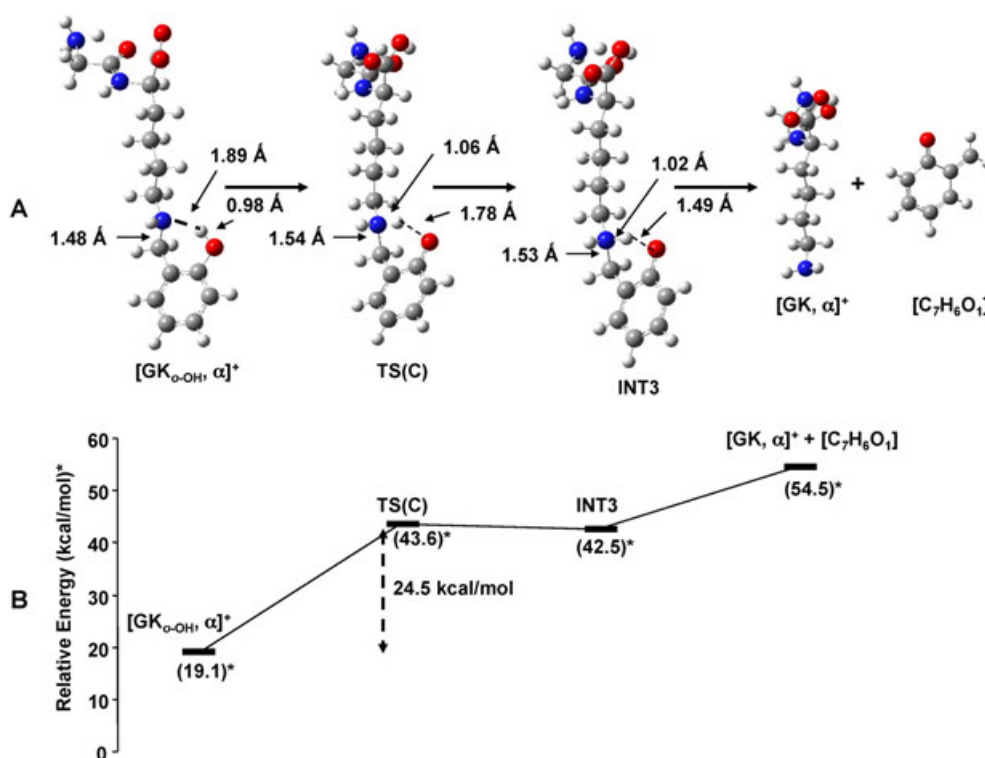 A
1.89 Å
0.98 Å
1.48 Å
[GKo-OH, α]+
1.06 Å
1.78 Å
1.54 Å
TS(C)
1.02 Å
1.49 Å
1.53 Å
INT3
[GK, α]+
+
[C7H6O1]
B
Relative Energy (kcal/mol)*
60
50
40
30
20
10
0
[GKo-OH, α]+
(19.1)*
TS(C)
(43.6)*
24.5 kcal/mol
INT3
(42.5)*
[GK, α]+ + [C7H6O1]
(54.5)*